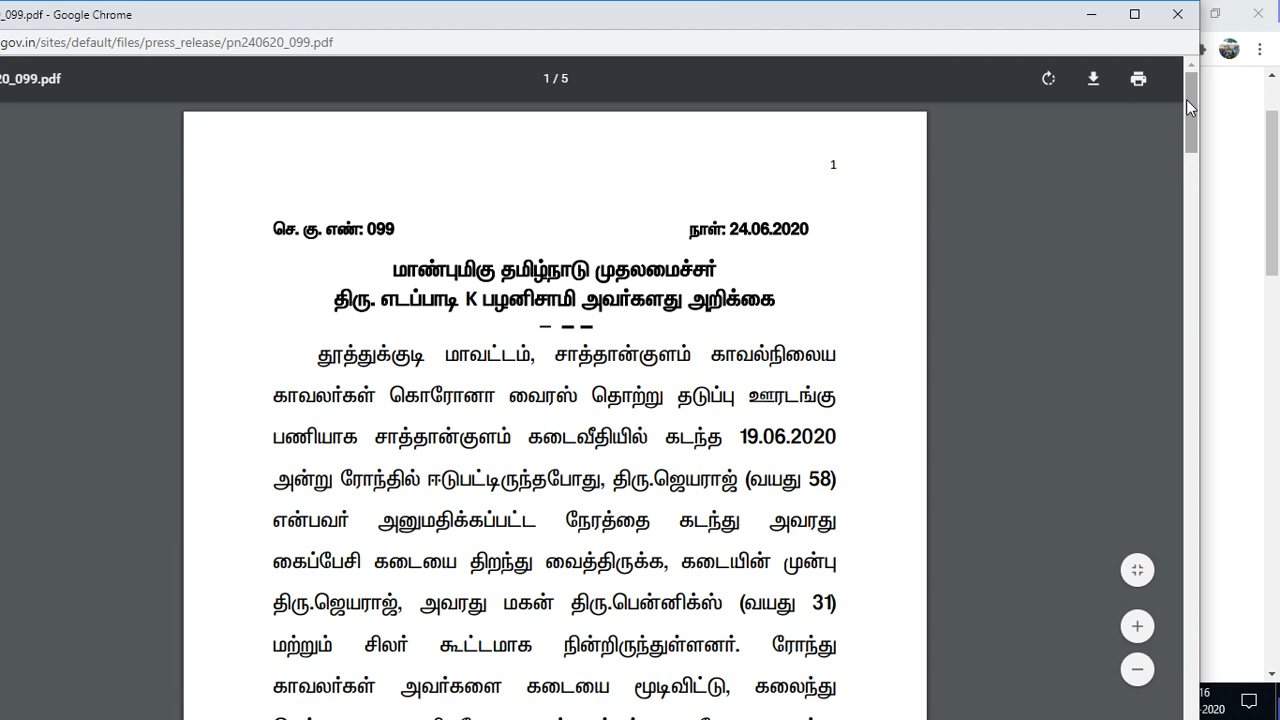 _099.pdf - Google Chrome
gov.in/sites/default/files/press_release/pn240620_099.pdf
20_099.pdf
1 / 5
1
செ. கு. எண்: 099 நாள்: 24.06.2020
மாண்புமிகு தமிழ்நாடு முதலமைச்சர்
திரு. எடப்பாடி K பழனிசாமி அவர்களது அறிக்கை
– – –
தூத்துக்குடி மாவட்டம், சாத்தான்குளம் காவல்நிலைய
காவலர்கள் கொரோனா வைரஸ் தொற்று தடுப்பு ஊரடங்கு
பணியாக சாத்தான்குளம் கடைவீதியில் கடந்த 19.06.2020
அன்று ரோந்தில் ஈடுபட்டிருந்தபோது, திரு.ஜெயராஜ் (வயது 58)
என்பவர் அனுமதிக்கப்பட்ட நேரத்தை கடந்து அவரது
கைப்பேசி கடையை திறந்து வைத்திருக்க, கடையின் முன்பு
திரு.ஜெயராஜ், அவரது மகன் திரு.பென்னிக்ஸ் (வயது 31)
மற்றும் சிலர் கூட்டமாக நின்றிருந்துள்ளனர். ரோந்து
காவலர்கள் அவர்களை கடையை மூடிவிட்டு, கலைந்து
16
-2020